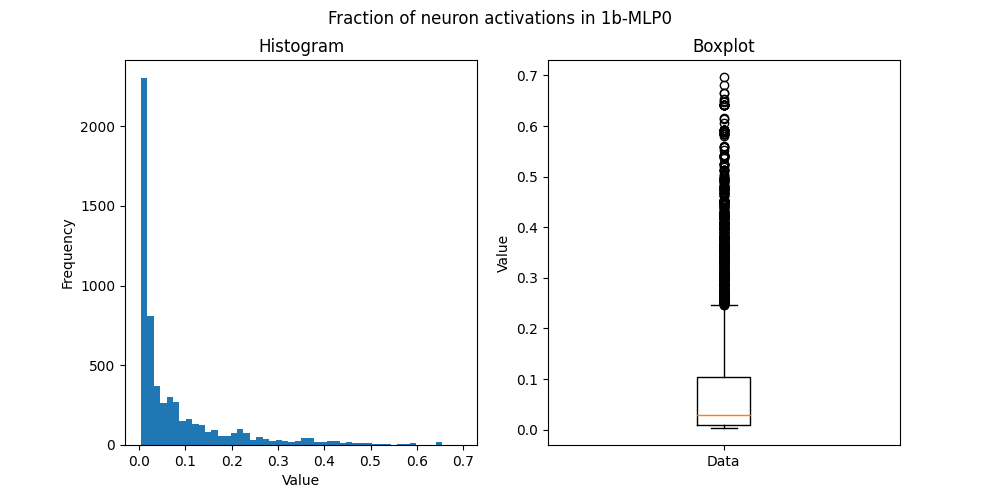 Fraction of neuron activations in 1b-MLP0
Histogram
Frequency
2000
1500
1000
500
0
0.0 0.1 0.2 0.3 0.4 0.5 0.6 0.7
Value
Boxplot
Value
0.7
0.6
0.5
0.4
0.3
0.2
0.1
0.0
Data